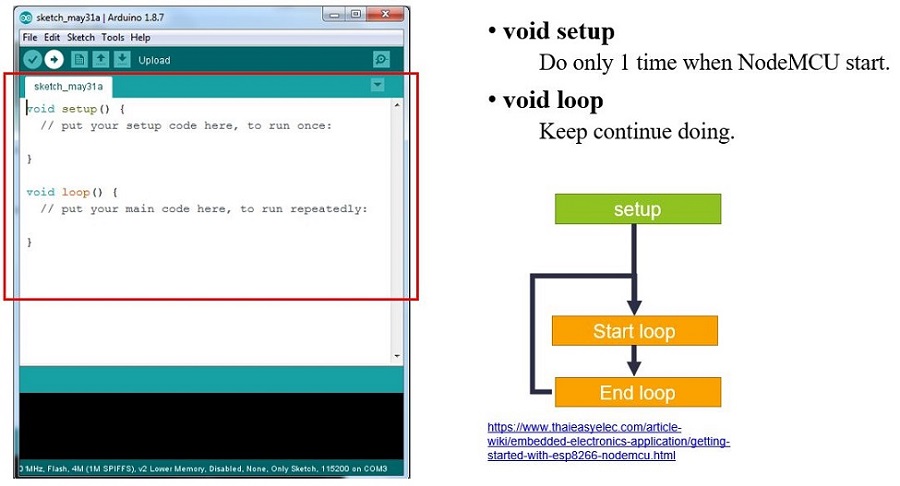 sketch_may31a | Arduino 1.8.7
File Edit Sketch Tools Help
Upload
sketch_may31a
void setup() {
// put your setup code here, to run once:
}
void loop() {
// put your main code here, to run repeatedly:
}
MHz, Flash, 4M (1M SPIFFS), v2 Lower Memory, Disabled, None, Only Sketch, 115200 on COM3
• void setup
Do only 1 time when NodeMCU start.
• void loop
Keep continue doing.
setup
Start loop
End loop
https://www.thaieasyelec.com/article-
wiki/embedded-electronics-application/getting-
started-with-esp8266-nodemcu.html